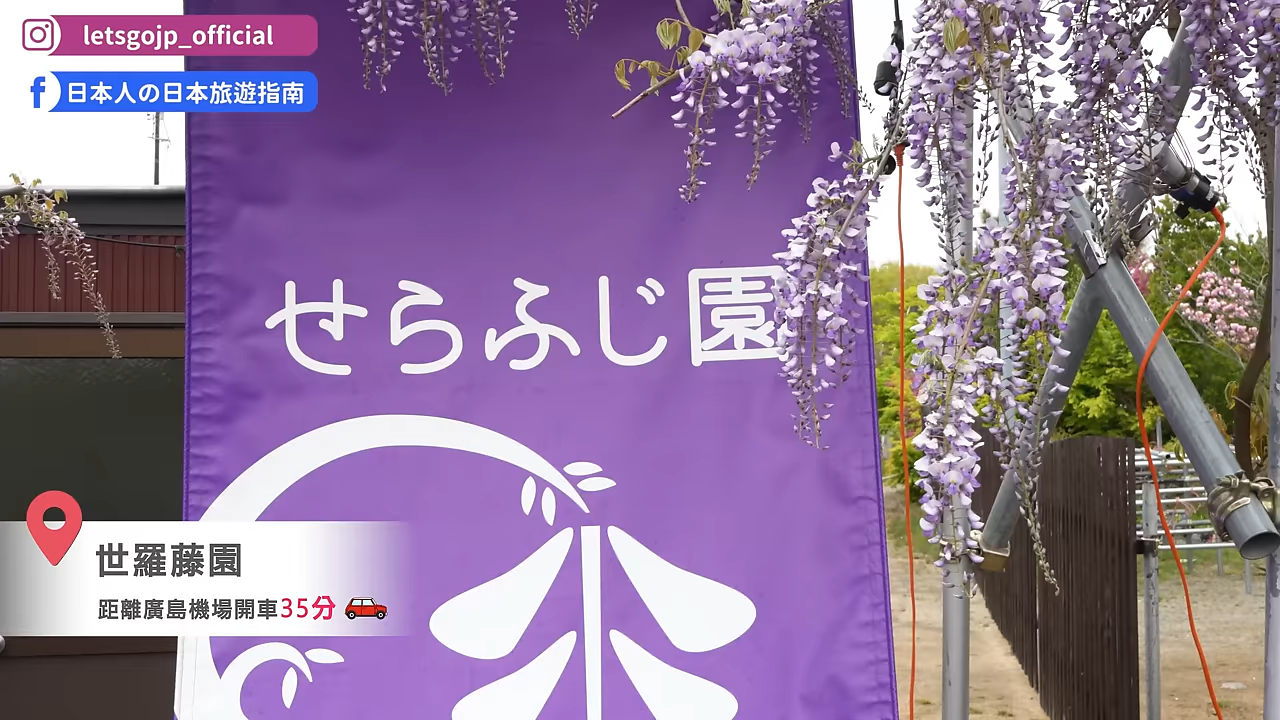 letsgojp_official
日本人の日本旅遊指南
せらふじ園
世羅藤園
距離廣島機場開車35分